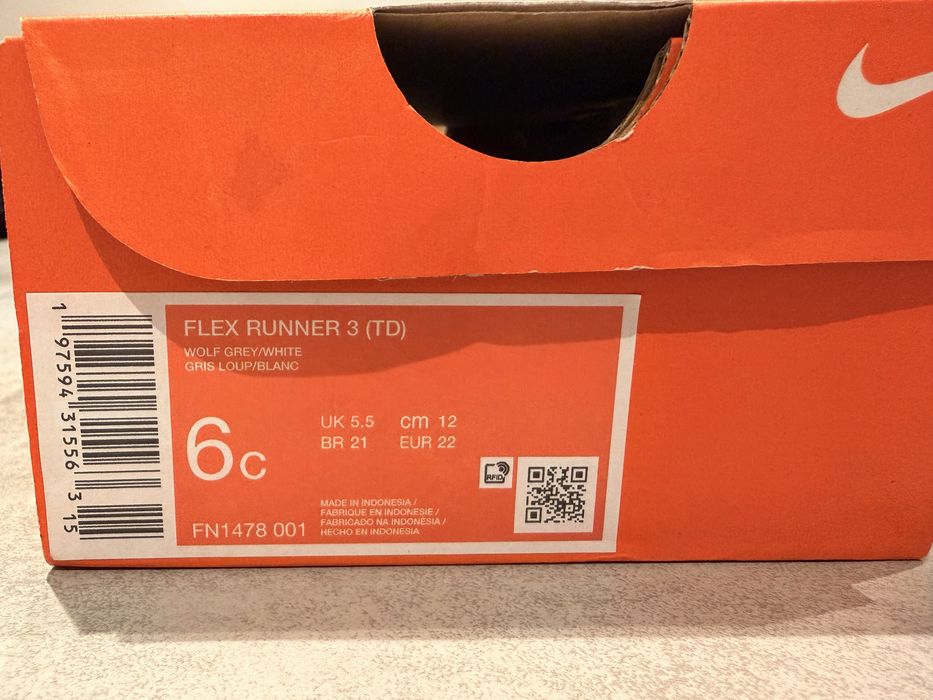 FLEX RUNNER 3 (TD)
WOLF GREY/WHITE
GRIS LOUP/BLANC
6C
UK 5.5 cm 12
BR 21 EUR 22
RFID
MADE IN INDONESIA /
FABRIQUE EN INDONESIE /
FABRICADO NA INDONÉSIA /
HECHO EN INDONESIA
FN1478 001
1 97594 31556 3 15